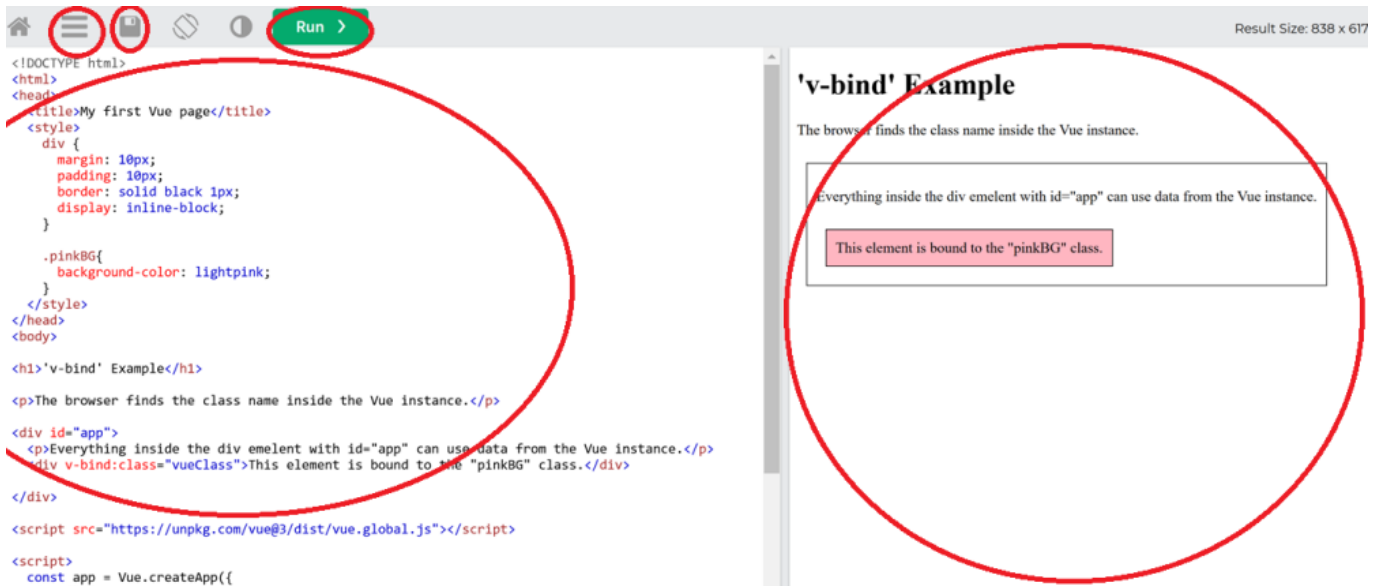 Run ❯
Result Size: 838 x 617
<!DOCTYPE html>
<html>
<head>
  <title>My first Vue page</title>
  <style>
    div {
      margin: 10px;
      padding: 10px;
      border: solid black 1px;
      display: inline-block;
    }
    .pinkBG{
      background-color: lightpink;
    }
  </style>
</head>
<body>
<h1>'v-bind' Example</h1>
<p>The browser finds the class name inside the Vue instance.</p>
<div id="app">
  <p>Everything inside the div emelent with id="app" can use data from the Vue instance.</p>
  <div v-bind:class="vueClass">This element is bound to the "pinkBG" class.</div>
</div>
<script src="https://unpkg.com/vue@3/dist/vue.global.js"></script>
<script>
  const app = Vue.createApp({
'v-bind' Example
The browser finds the class name inside the Vue instance.
Everything inside the div emelent with id="app" can use data from the Vue instance.
This element is bound to the "pinkBG" class.